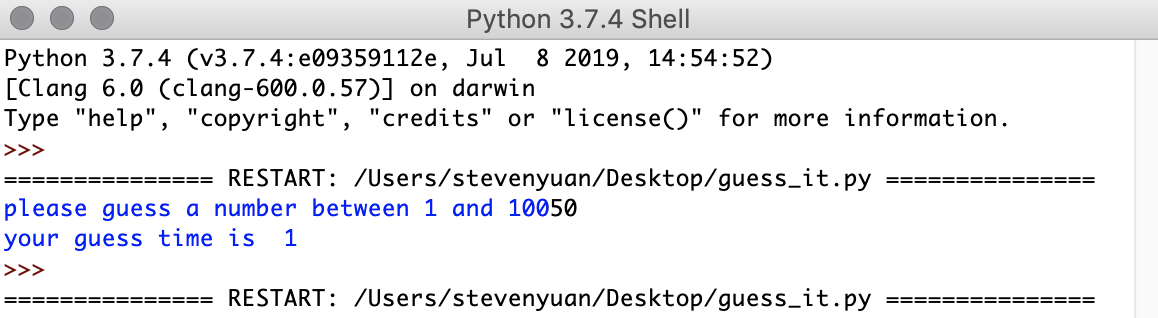 Python 3.7.4 Shell
Python 3.7.4 (v3.7.4:e09359112e, Jul  8 2019, 14:54:52)
[Clang 6.0 (clang-600.0.57)] on darwin
Type "help", "copyright", "credits" or "license()" for more information.
>>>
=============== RESTART: /Users/stevenyuan/Desktop/guess_it.py ===============
please guess a number between 1 and 10050
your guess time is  1
>>>
=============== RESTART: /Users/stevenyuan/Desktop/guess_it.py ===============